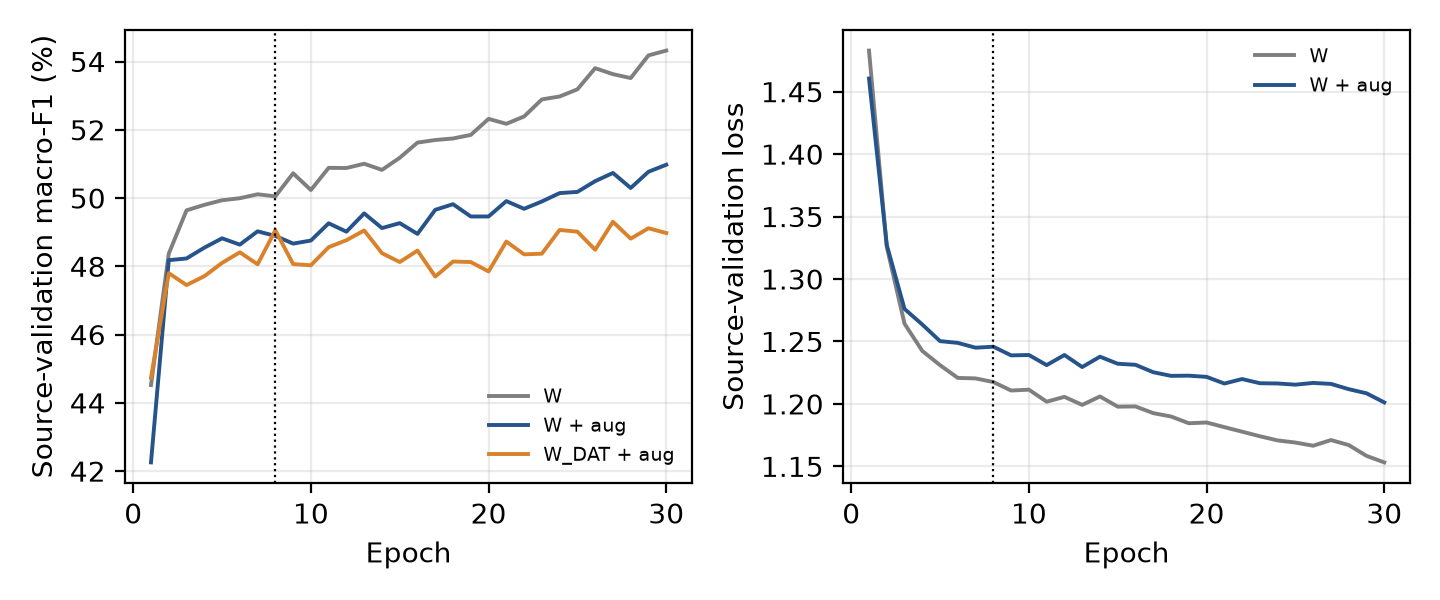 Source-validation macro-F1 (%)
54
52
50
48
46
44
42
W
W + aug
W_DAT + aug
0
10
20
30
Epoch
Source-validation loss
1.45
1.40
1.35
1.30
1.25
1.20
1.15
W
W + aug
0
10
20
30
Epoch